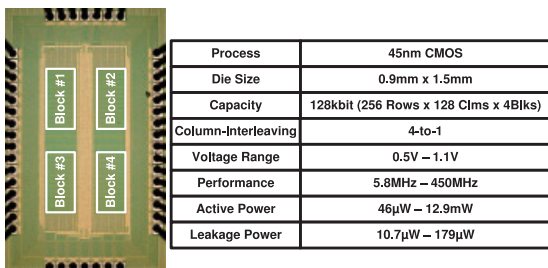 Block #1
Block #2
Block #3
Block #4
Process 45nm CMOS
Die Size 0.9mm x 1.5mm
Capacity 128kbit (256 Rows x 128 Clms x 4Blks)
Column-Interleaving 4-to-1
Voltage Range 0.5V – 1.1V
Performance 5.8MHz – 450MHz
Active Power 46µW – 12.9mW
Leakage Power 10.7µW – 179µW